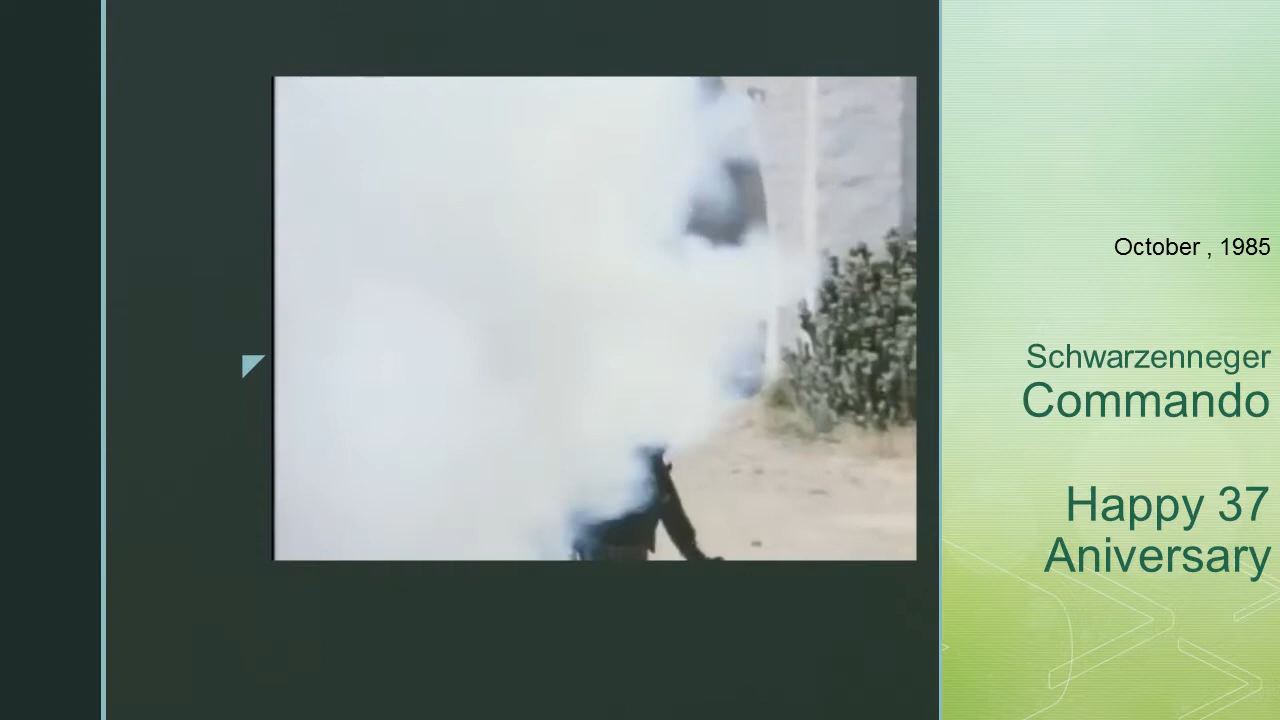 October , 1985
Schwarzenneger
Commando
Happy 37
Aniversary